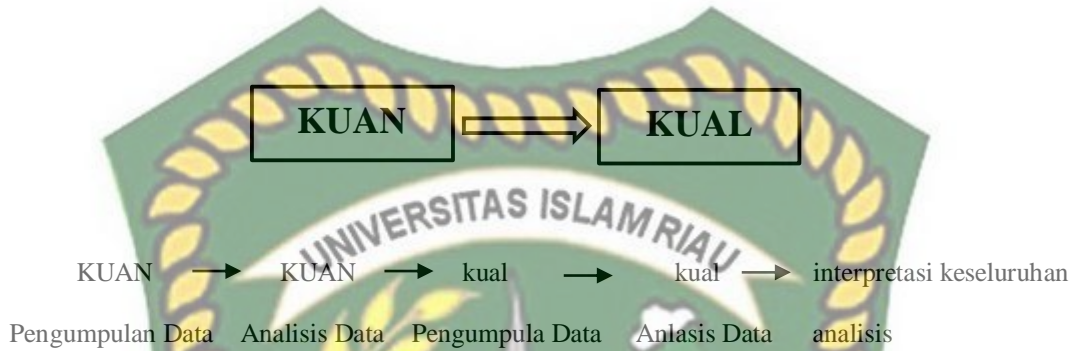 KUAN KUAL
UNIVERSITAS ISLAM RIAU
KUAN KUAN kual kual interpretasi keseluruhan
Pengumpulan Data Analisis Data Pengumpula Data Anlasis Data analisis